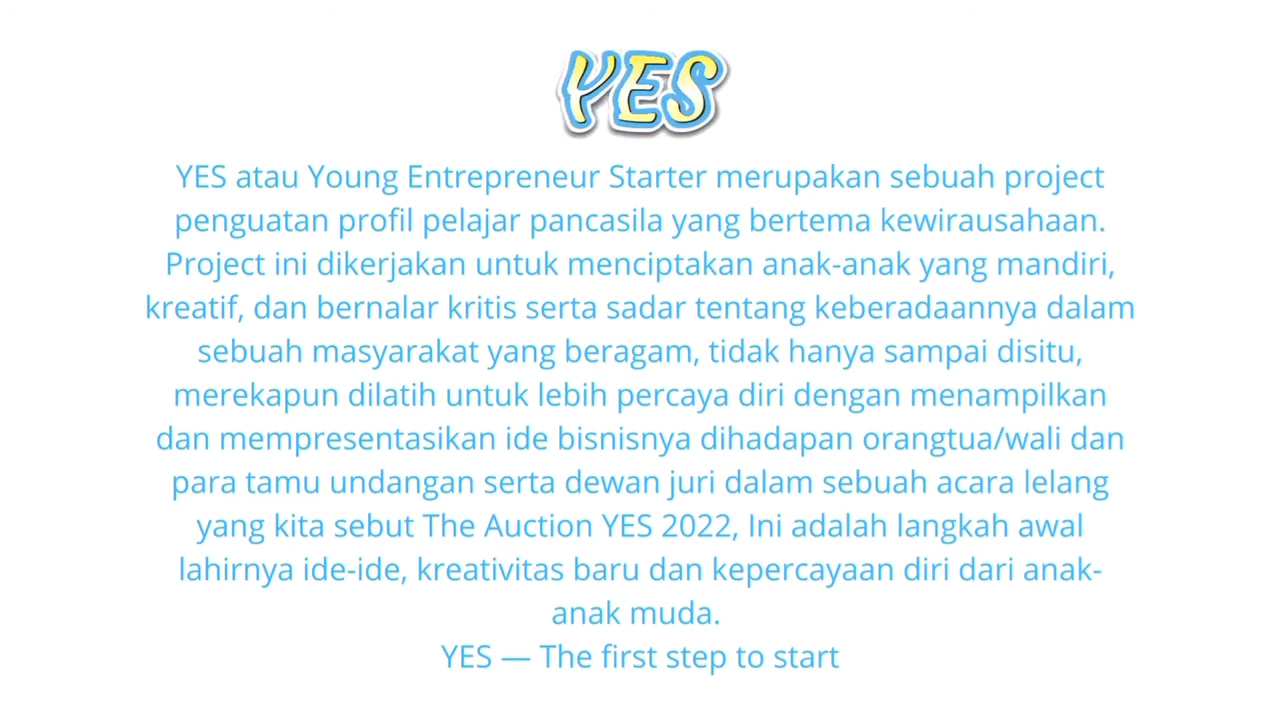 YES
YES atau Young Entrepreneur Starter merupakan sebuah project
penguatan profil pelajar pancasila yang bertema kewirausahaan.
Project ini dikerjakan untuk menciptakan anak-anak yang mandiri,
kreatif, dan bernalar kritis serta sadar tentang keberadaannya dalam
sebuah masyarakat yang beragam, tidak hanya sampai disitu,
merekapun dilatih untuk lebih percaya diri dengan menampilkan
dan mempresentasikan ide bisnisnya dihadapan orangtua/wali dan
para tamu undangan serta dewan juri dalam sebuah acara lelang
yang kita sebut The Auction YES 2022, Ini adalah langkah awal
lahirnya ide-ide, kreativitas baru dan kepercayaan diri dari anak-
anak muda.
YES — The first step to start